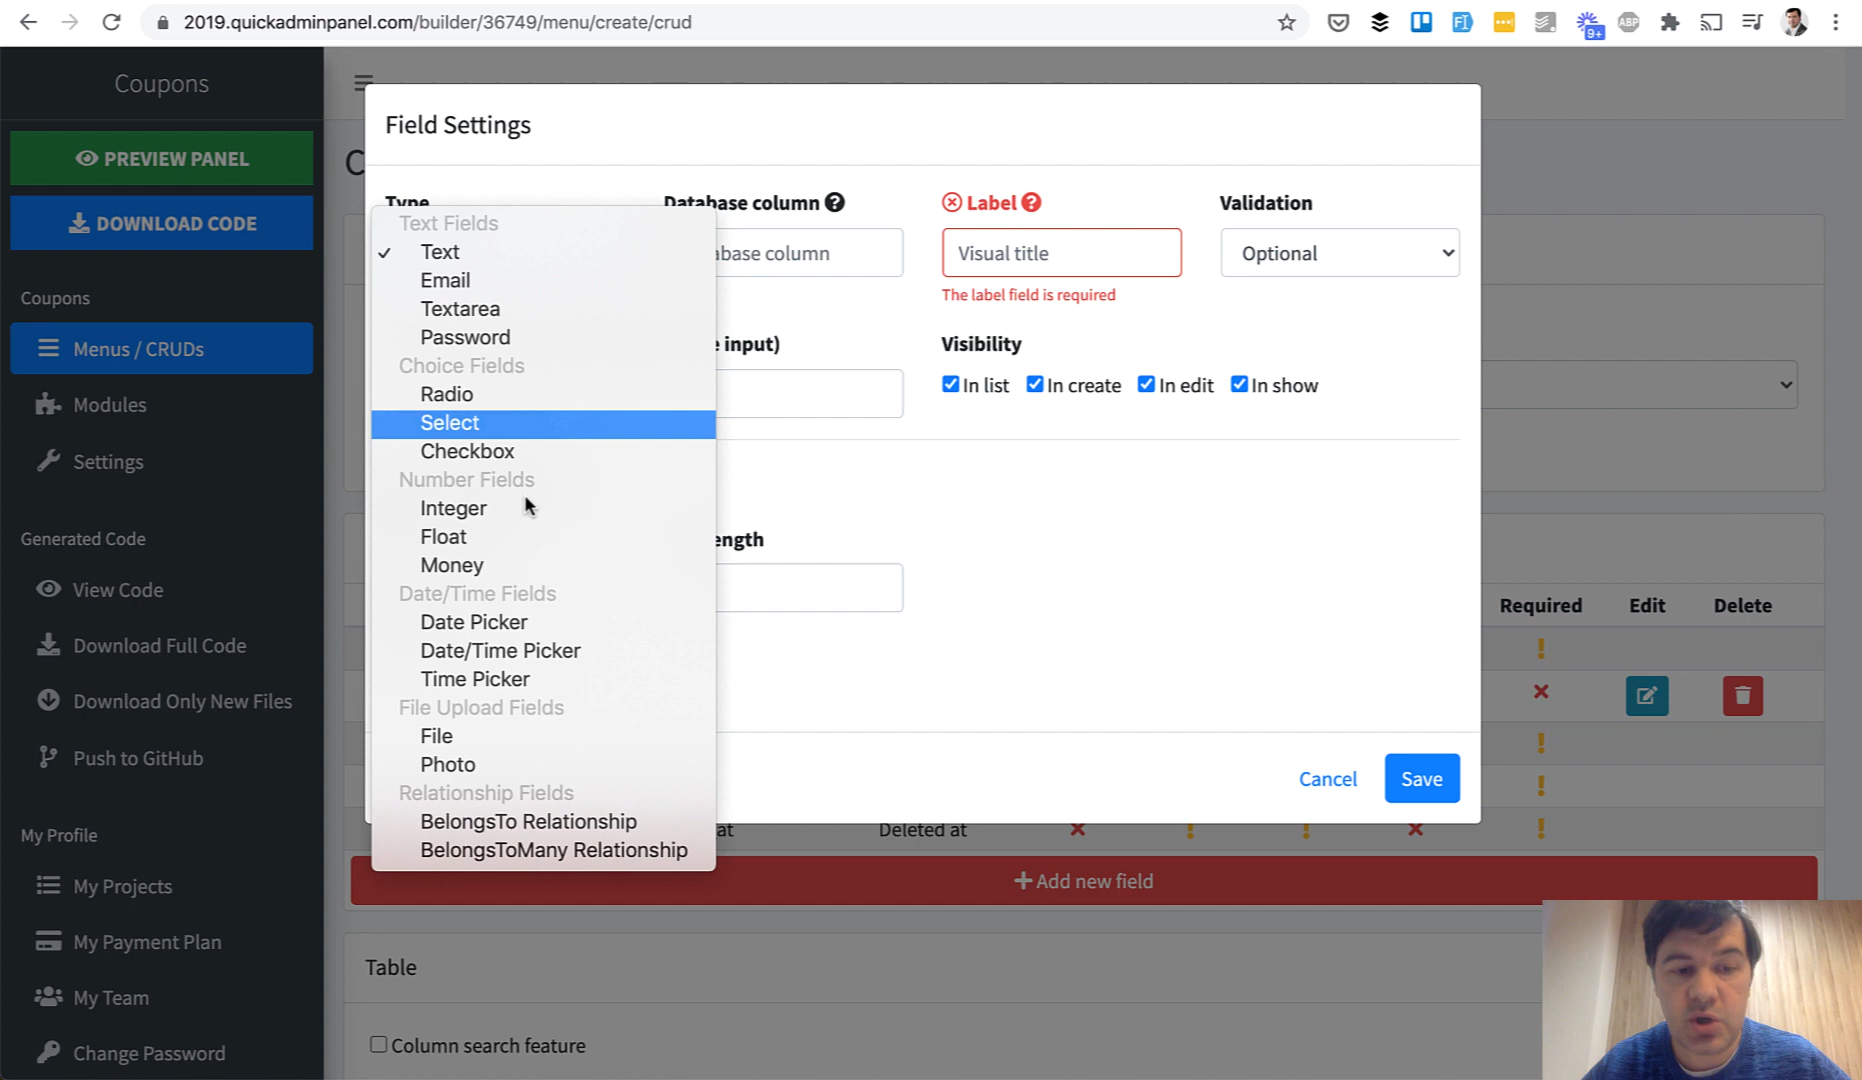 2019.quickadminpanel.com/builder/36749/menu/create/crud
FI
9+
ABP
Coupons
PREVIEW PANEL
DOWNLOAD CODE
Coupons
Menus / CRUDs
Modules
Settings
Generated Code
View Code
Download Full Code
Download Only New Files
Push to GitHub
My Profile
My Projects
My Payment Plan
My Team
Change Password
C
Field Settings
Type
Database column
Label
Validation
Text Fields
✓ Text
Email
Textarea
Password
Choice Fields
Radio
Select
Checkbox
Number Fields
Integer
Float
Money
Date/Time Fields
Date Picker
Date/Time Picker
Time Picker
File Upload Fields
File
Photo
Relationship Fields
BelongsTo Relationship
BelongsToMany Relationship
abase column
Visual title
Optional
The label field is required
e input)
Visibility
In list In create In edit In show
ength
Cancel
Save
Required Edit Delete
at Deleted at
Add new field
Table
Column search feature